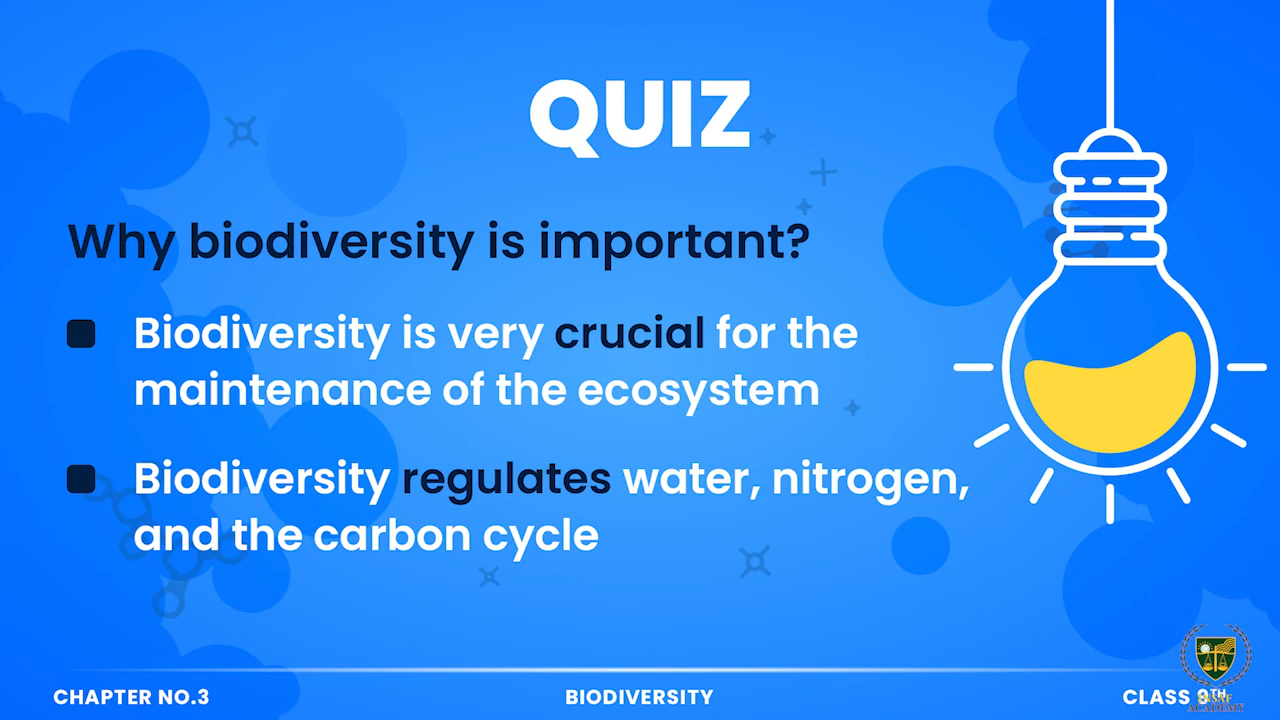 QUIZ
Why biodiversity is important?
Biodiversity is very crucial for the
maintenance of the ecosystem
Biodiversity regulates water, nitrogen,
and the carbon cycle
CHAPTER NO.3
BIODIVERSITY
CLASS 9TH
ACADEMY